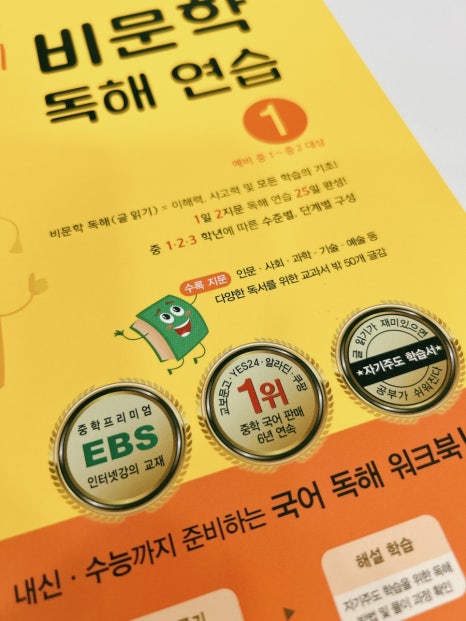 비문학
독해 연습
1
예비 중1~중2 대상
비문학 독해(글 읽기) = 이해력, 사고력 및 모든 학습의 기초!
1일 2지문 독해 연습 25일 완성!
중 1·2·3 학년에 따른 수준별, 단계별 구성
수록 지문 인문·사회·과학·기술·예술 등
다양한 독서를 위한 교과서 밖 50개 글감
중학프리미엄
EBS
인터넷강의 교재
교보문고·YES24·알라딘·쿠팡
1위
중학 국어 판매
6년 연속
글 읽기가 재미있으면
★자기주도 학습서★
공부가 쉬워진다
내신·수능까지 준비하는 국어 독해 워크북!
해설 학습
자기주도 학습을 위한 독해
방법 및 풀이 과정 확인